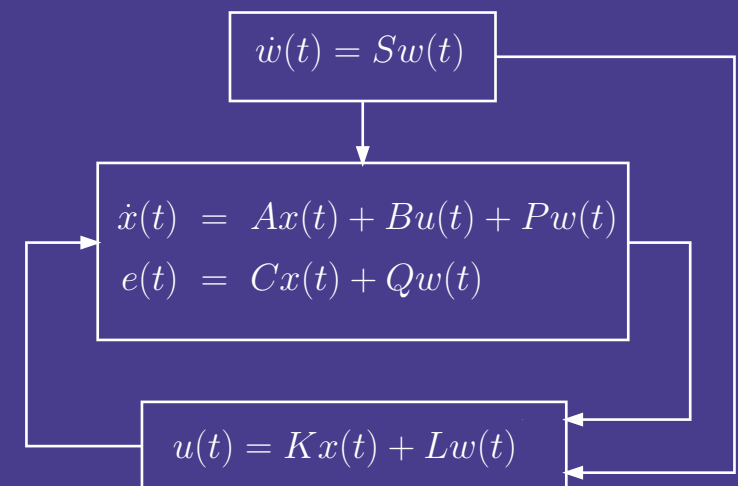 ẇ(t) = Sw(t)
ẋ(t) = Ax(t) + Bu(t) + Pw(t)
e(t) = Cx(t) + Qw(t)
u(t) = Kx(t) + Lw(t)